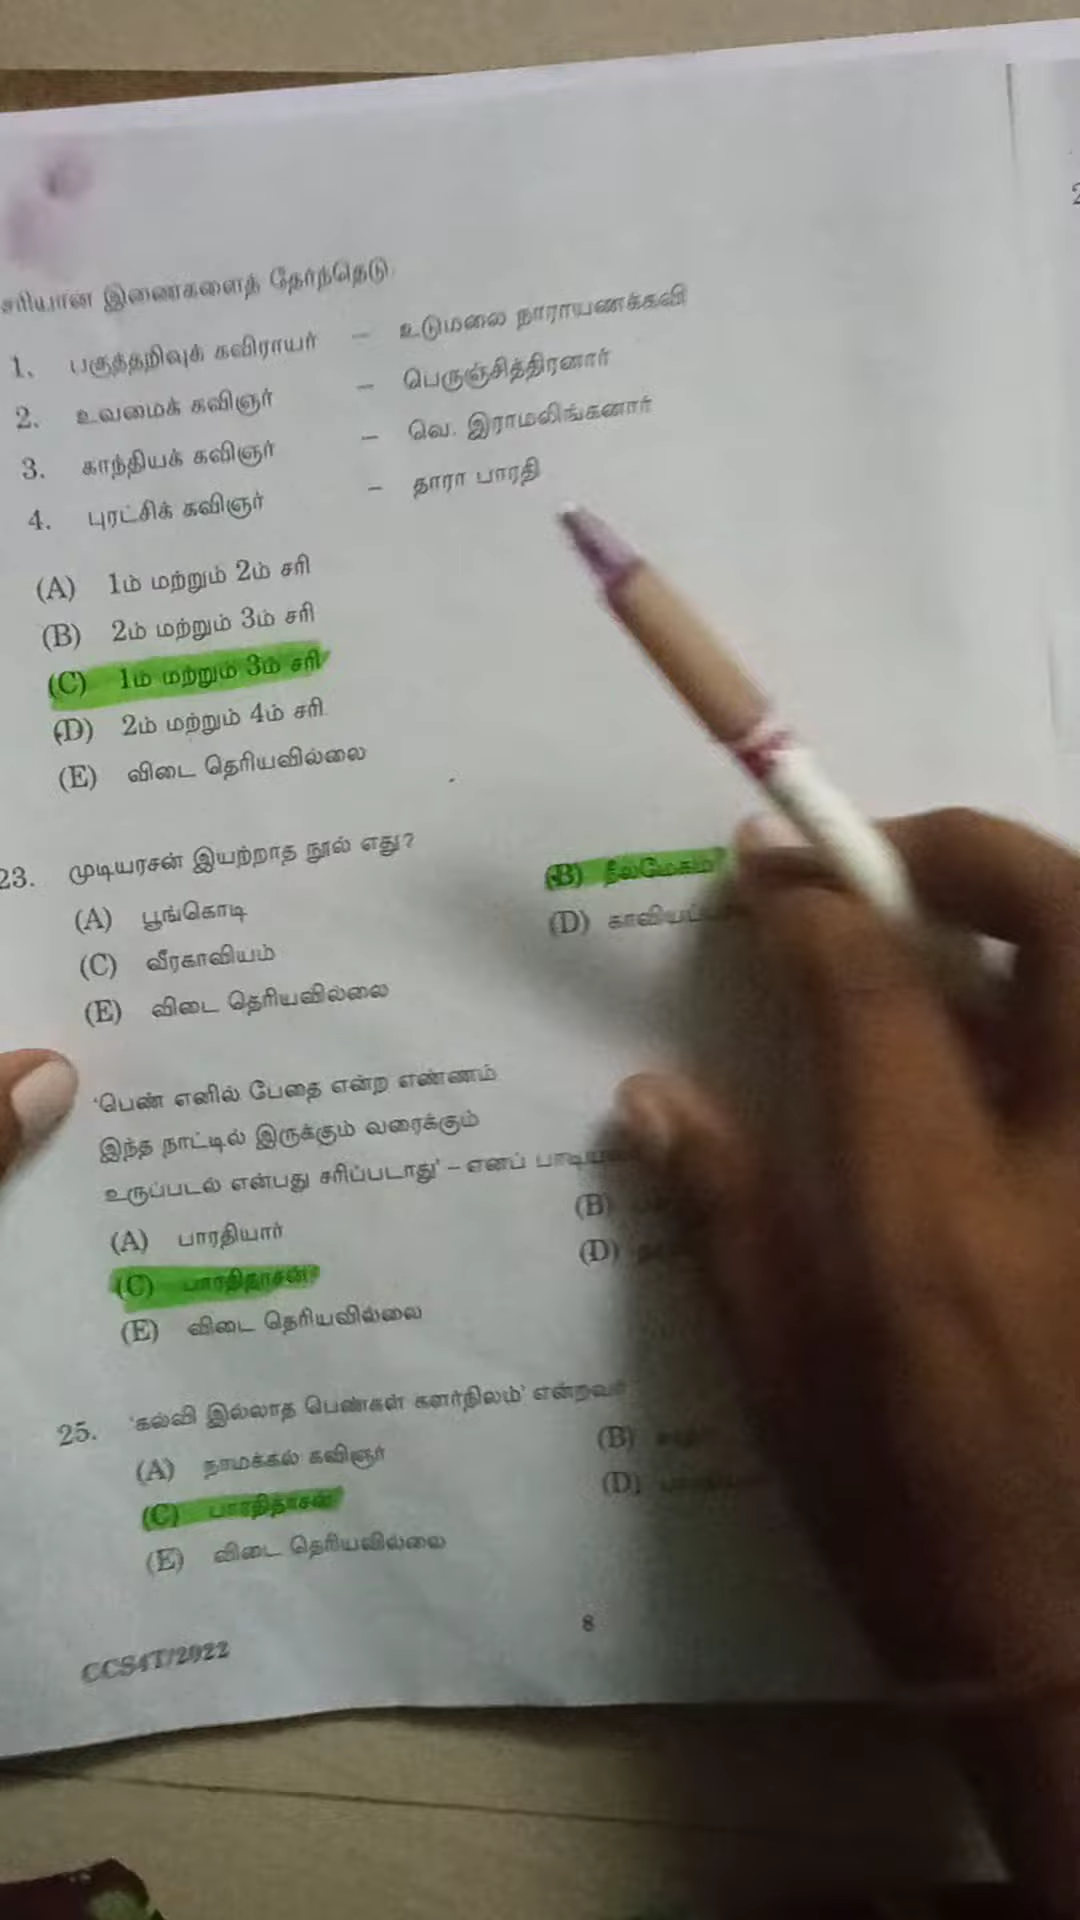 சரியான இணைகளைத் தேர்ந்தெடு.
1. பகுத்தறிவுக் கவிராயர் – உடுமலை நாராயணக்கவி
2. உவமைக் கவிஞர் – பெருஞ்சித்திரனார்
3. காந்தியக் கவிஞர் – வெ. இராமலிங்கனார்
4. புரட்சிக் கவிஞர் – தாரா பாரதி
(A) 1ம் மற்றும் 2ம் சரி
(B) 2ம் மற்றும் 3ம் சரி
(C) 1ம் மற்றும் 3ம் சரி
(D) 2ம் மற்றும் 4ம் சரி
(E) விடை தெரியவில்லை
23. முடியரசன் இயற்றாத நூல் எது?
(A) பூங்கொடி (B) நீலமேகம்
(C) வீரகாவியம் (D)
(E) விடை தெரியவில்லை
'பெண் எனில் பேதை என்ற எண்ணம்
இந்த நாட்டில் இருக்கும் வரைக்கும்
உருப்படல் என்பது சரிப்படாது' – எனப்
(A) பாரதியார் (B)
(C) பாரதிதாசன் (D)
(E) விடை தெரியவில்லை
25. 'கல்வி இல்லாத பெண்கள் களர்நிலம்' என்றவர்
(A) நாமக்கல் கவிஞர் (B)
(C) பாரதிதாசன் (D)
(E) விடை தெரியவில்லை
CCS4T/2022 8
2